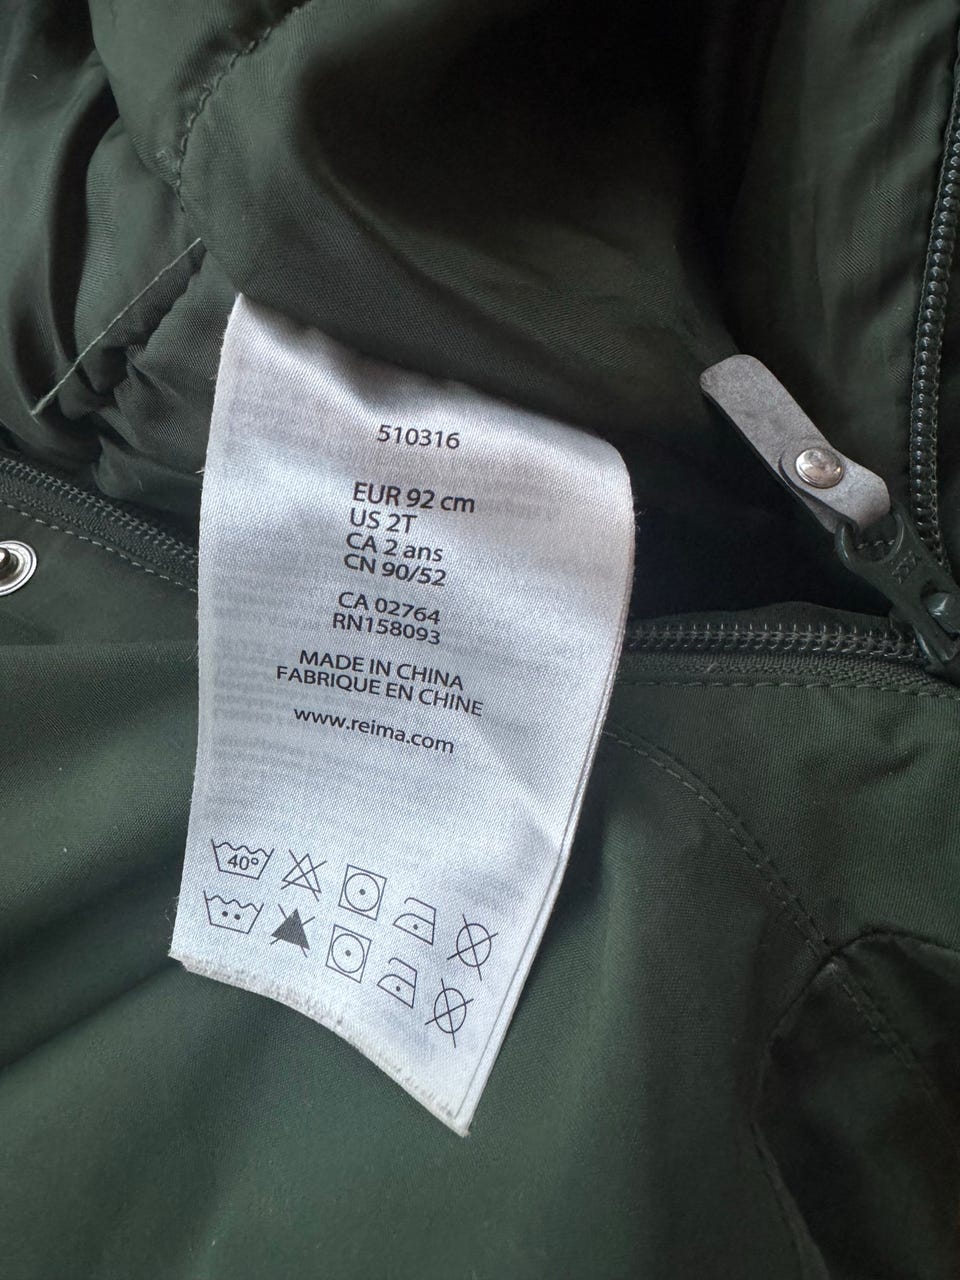 510316
EUR 92 cm
US 2T
CA 2 ans
CN 90/52
CA 02764
RN158093
MADE IN CHINA
FABRIQUE EN CHINE
www.reima.com
40°